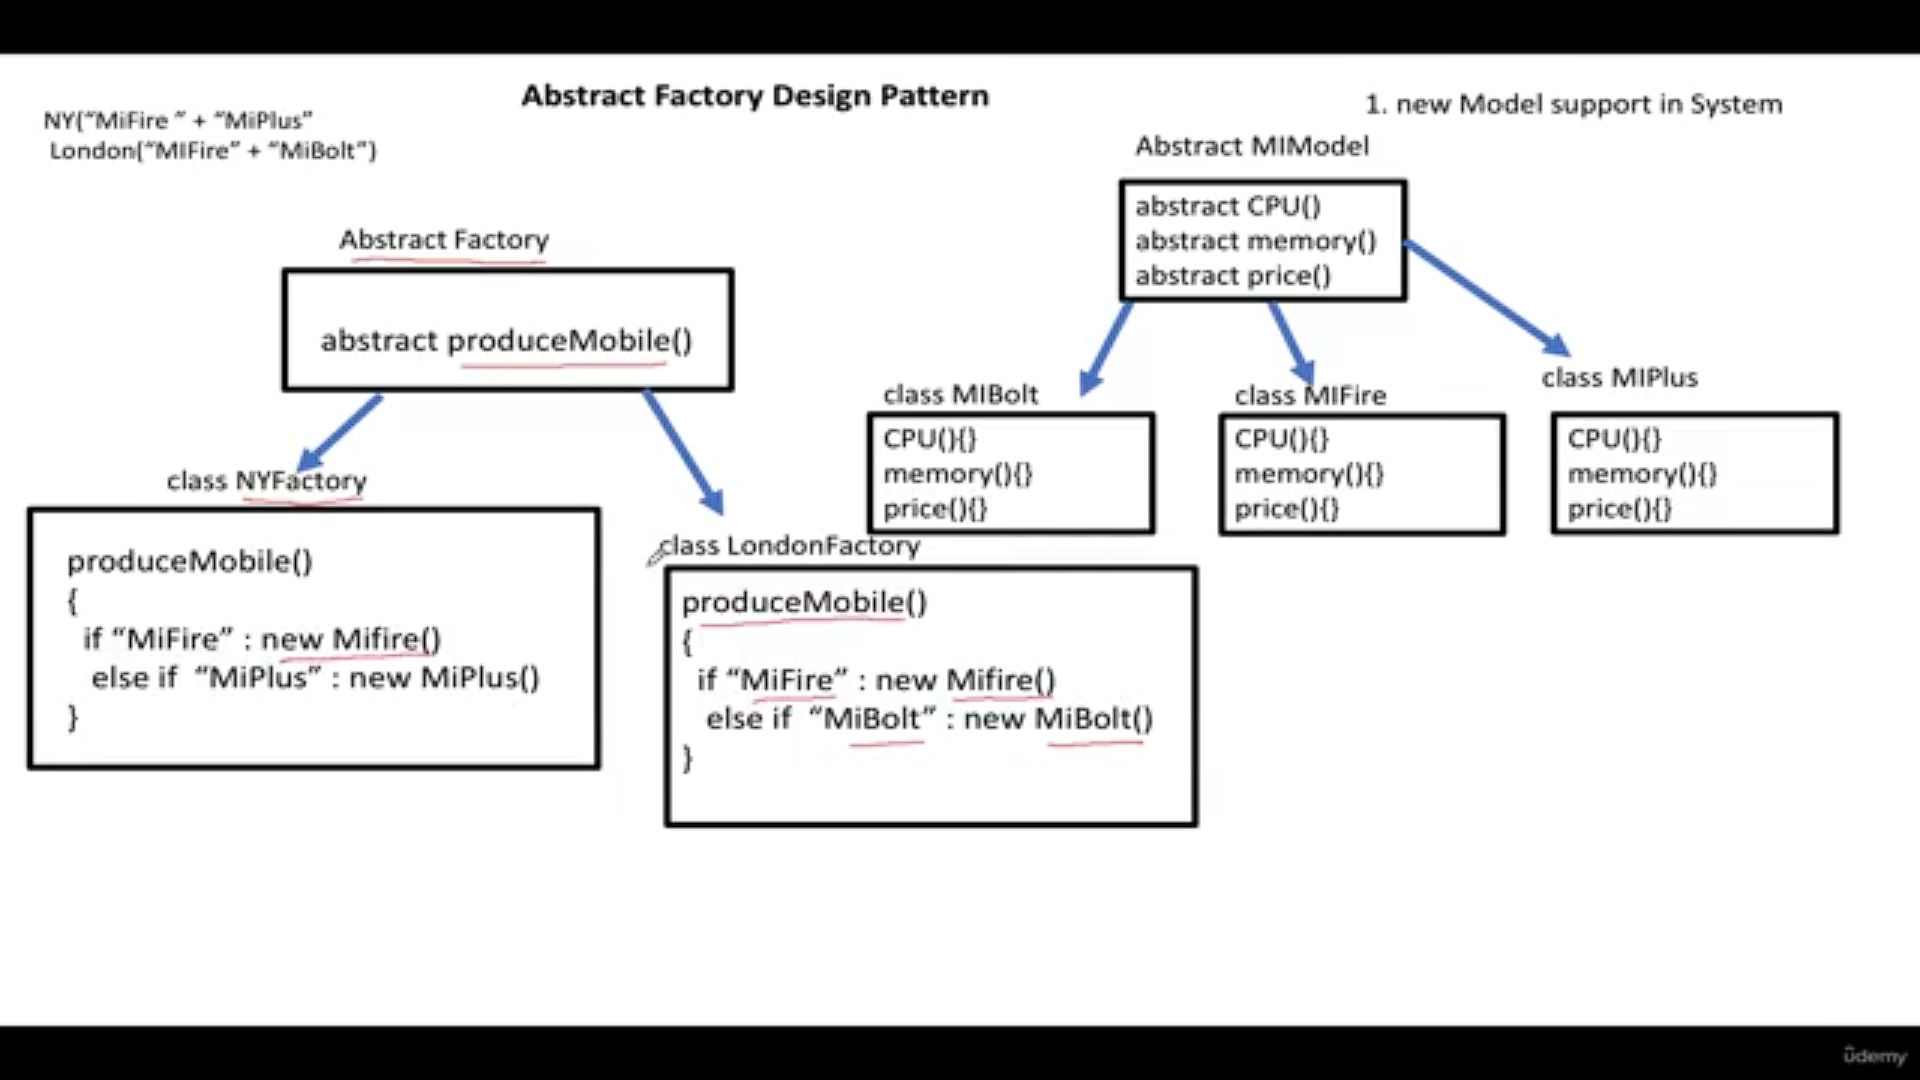 Abstract Factory Design Pattern
NY(“MiFire ” + “MiPlus”
London(“MIFire” + “MiBolt”)
1. new Model support in System
Abstract MIModel
abstract CPU()
abstract memory()
abstract price()
Abstract Factory
abstract produceMobile()
class MIBolt
CPU(){}
memory(){}
price(){}
class MIFire
CPU(){}
memory(){}
price(){}
class MIPlus
CPU(){}
memory(){}
price(){}
class NYFactory
produceMobile()
{
if “MiFire” : new Mifire()
else if “MiPlus” : new MiPlus()
}
class LondonFactory
produceMobile()
{
if “MiFire” : new Mifire()
else if “MiBolt” : new MiBolt()
}
ûdemy